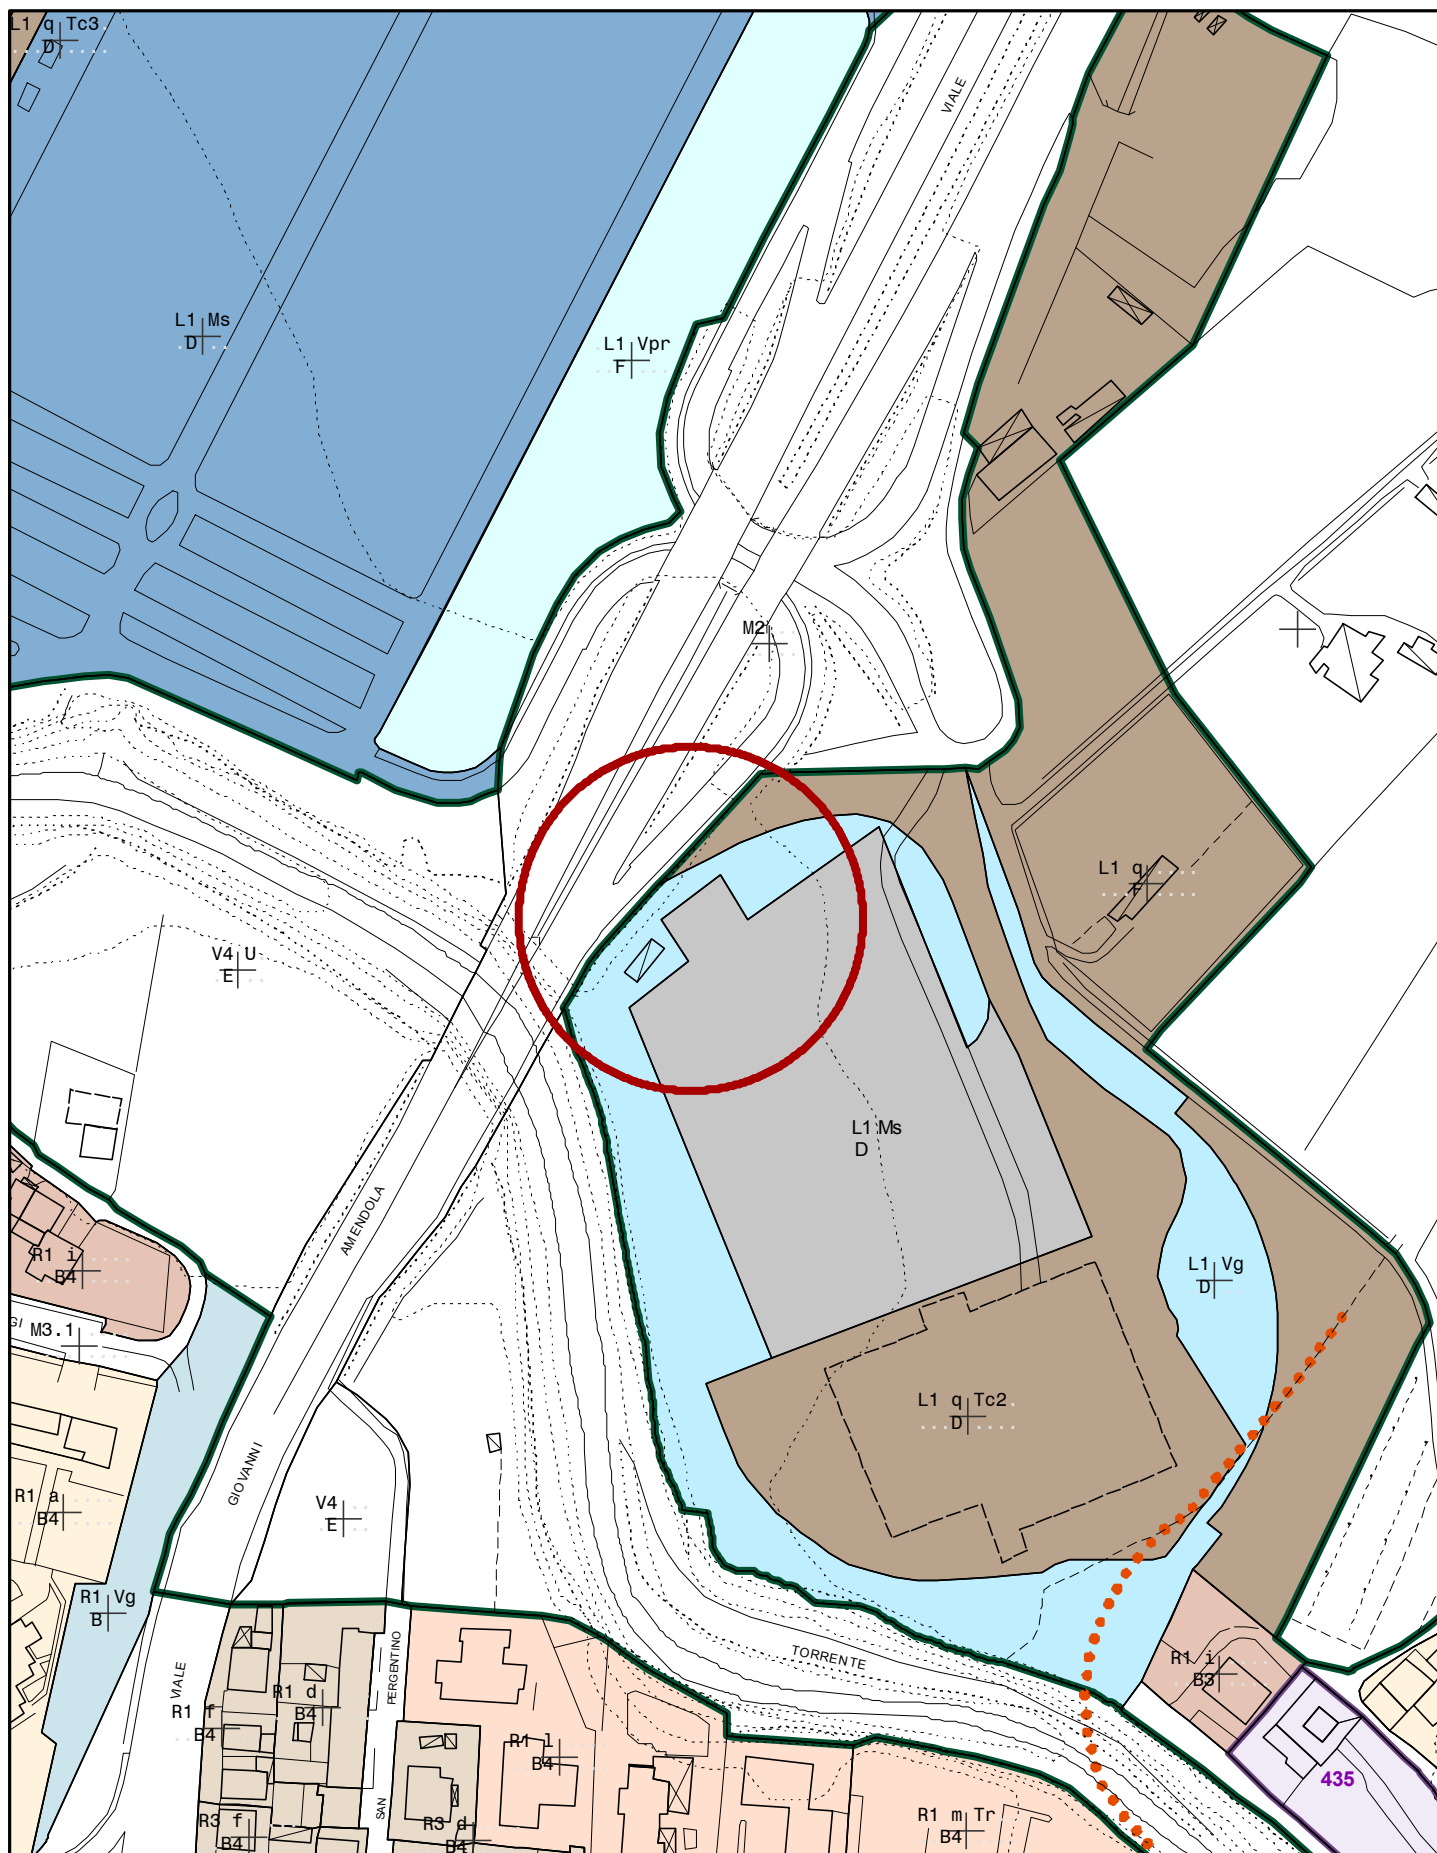 L1 q Tc3
D
VIALE
L1 Ms
D
L1 Vpr
F
M2
L1 q
F
V4 U
E
L1 Ms
D
AMENDOLA
R1 i
B4
L1 Vg
D
GI
M3.1
L1 q Tc2
D
GIOVANNI
R1 a
B4
V4
E
R1 Vg
B
TORRENTE
VIALE
PERGENTINO
R1 i
B3
R1 d
B4
R1 f
B4
R1 l
B4
435
SAN
R3 f
B4
R3 d
B4
R1 m Tr
B4